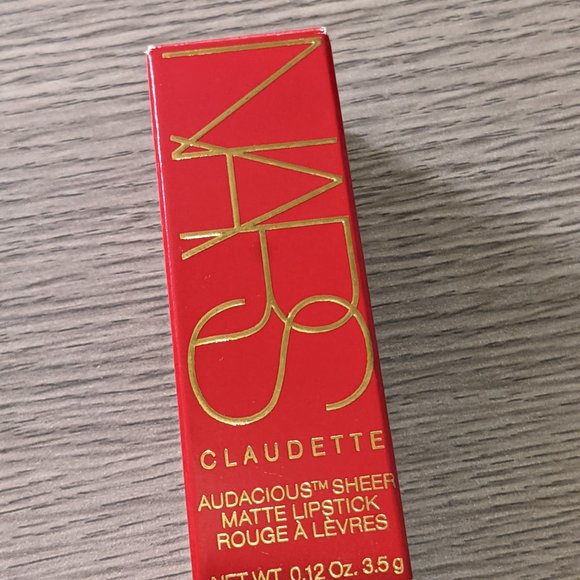 NARS
CLAUDETTE
AUDACIOUS™ SHEER
MATTE LIPSTICK
ROUGE À LÈVRES
NET WT. 0.12 Oz. 3.5 g